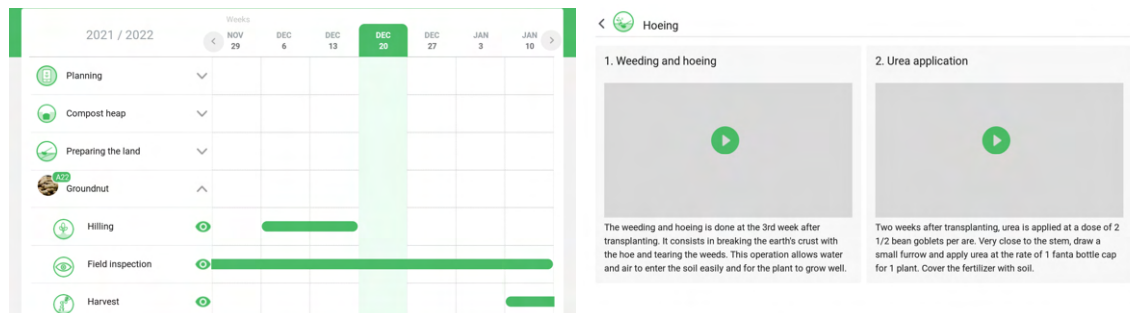 Weeks
2021 / 2022
NOV DEC DEC DEC DEC JAN JAN
29 6 13 20 27 3 10
Planning
Compost heap
Preparing the land
A22
Groundnut
Hilling
Field inspection
Harvest
Hoeing
1. Weeding and hoeing
The weeding and hoeing is done at the 3rd week after
transplanting. It consists in breaking the earth's crust with
the hoe and tearing the weeds. This operation allows water
and air to enter the soil easily and for the plant to grow well.
2. Urea application
Two weeks after transplanting, urea is applied at a dose of 2
1/2 bean goblets per are. Very close to the stem, draw a
small furrow and apply urea at the rate of 1 fanta bottle cap
for 1 plant. Cover the fertilizer with soil.